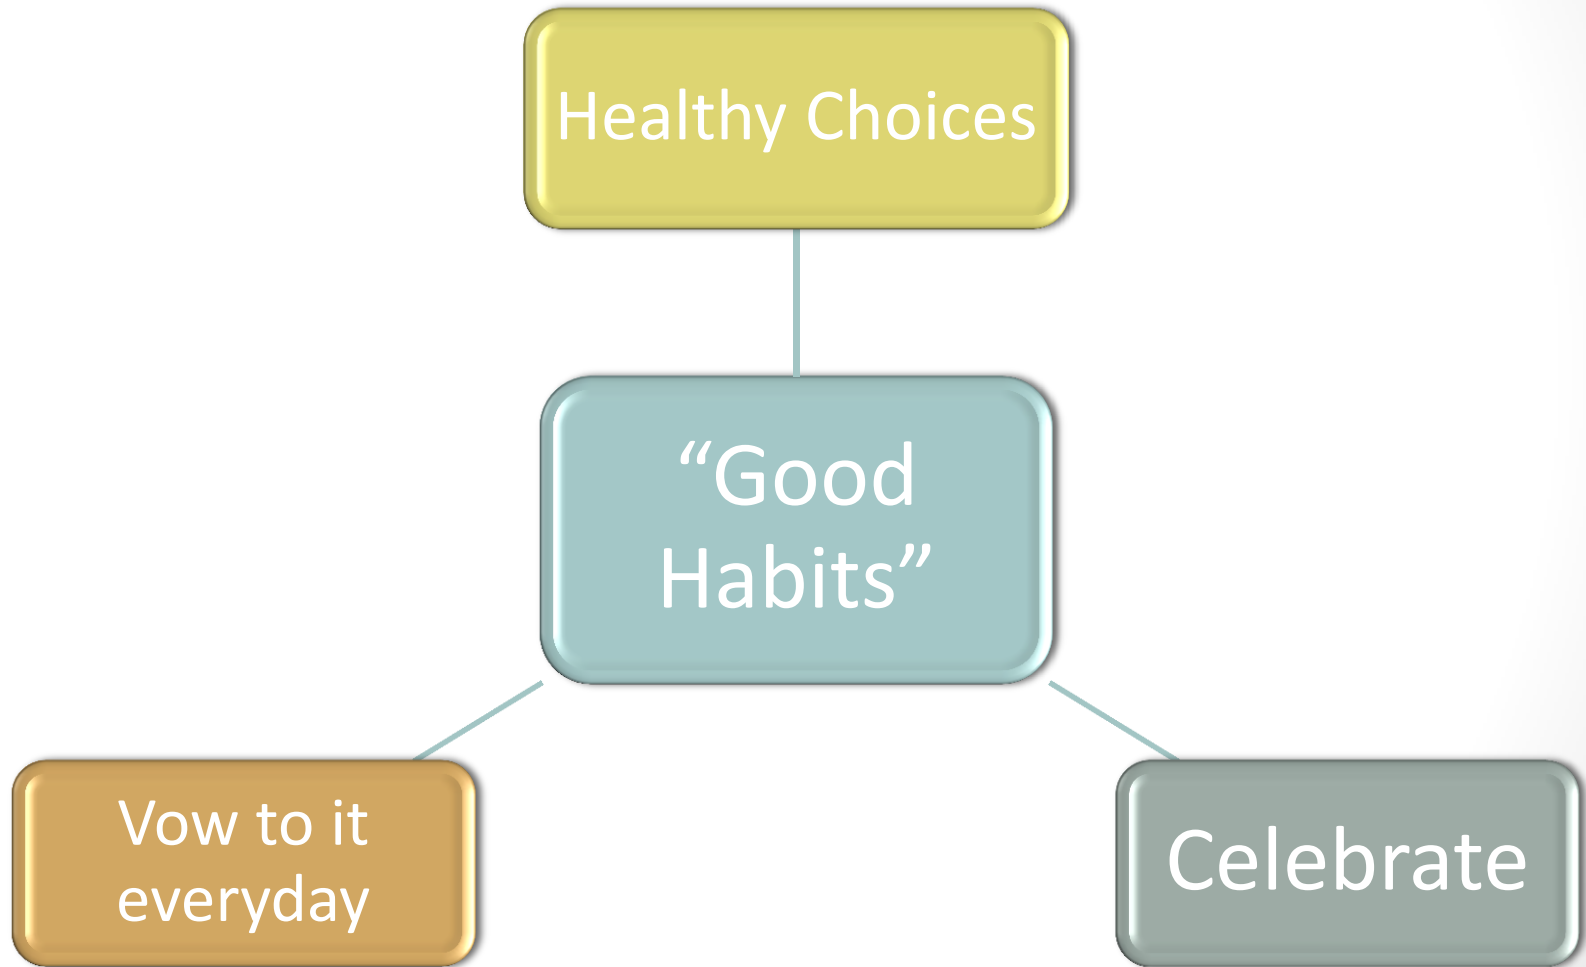 Healthy Choices
“Good
Habits”
Vow to it
everyday
Celebrate